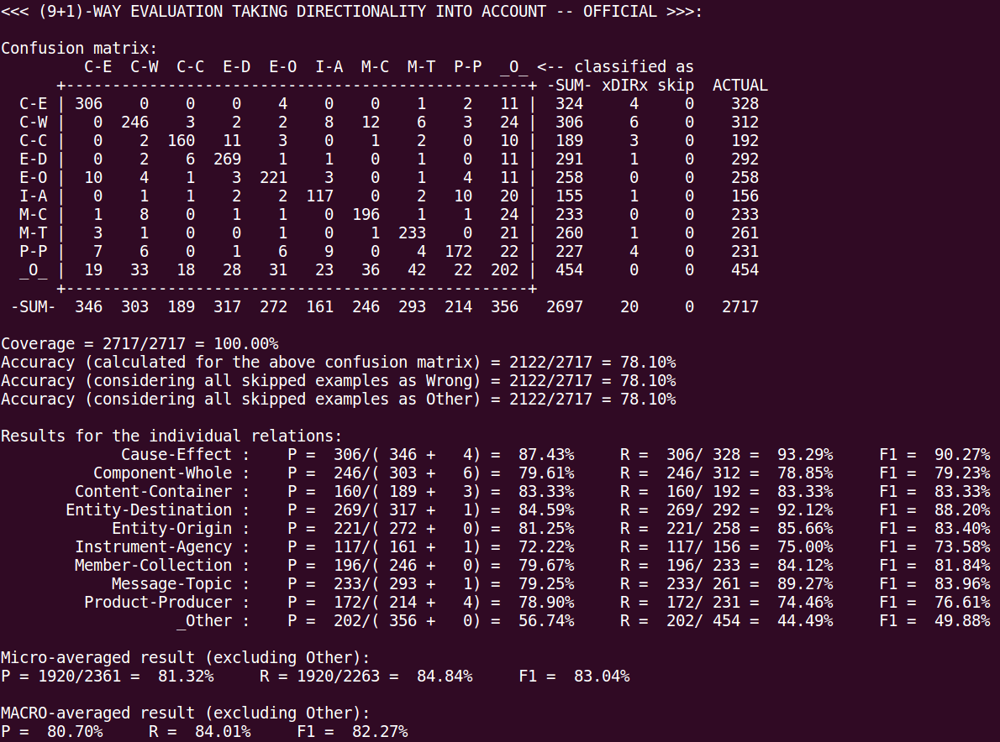 <<< (9+1)-WAY EVALUATION TAKING DIRECTIONALITY INTO ACCOUNT -- OFFICIAL >>>:

Confusion matrix:
         C-E  C-W  C-C  E-D  E-O  I-A  M-C  M-T  P-P  _O_ <-- classified as
      +--------------------------------------------------+ -SUM- xDIRx skip  ACTUAL
  C-E | 306    0    0    0    4    0    0    1    2   11 |  324     4     0     328
  C-W |   0  246    3    2    2    8   12    6    3   24 |  306     6     0     312
  C-C |   0    2  160   11    3    0    1    2    0   10 |  189     3     0     192
  E-D |   0    2    6  269    1    1    0    1    0   11 |  291     1     0     292
  E-O |  10    4    1    3  221    3    0    1    4   11 |  258     0     0     258
  I-A |   0    1    1    2    2  117    0    2   10   20 |  155     1     0     156
  M-C |   1    8    0    1    1    0  196    1    1   24 |  233     0     0     233
  M-T |   3    1    0    0    1    0    1  233    0   21 |  260     1     0     261
  P-P |   7    6    0    1    6    9    0    4  172   22 |  227     4     0     231
  _O_ |  19   33   18   28   31   23   36   42   22  202 |  454     0     0     454
      +--------------------------------------------------+
 -SUM-  346  303  189  317  272  161  246  293  214  356   2697    20     0    2717

Coverage = 2717/2717 = 100.00%
Accuracy (calculated for the above confusion matrix) = 2122/2717 = 78.10%
Accuracy (considering all skipped examples as Wrong) = 2122/2717 = 78.10%
Accuracy (considering all skipped examples as Other) = 2122/2717 = 78.10%

Results for the individual relations:
             Cause-Effect :    P =  306/( 346 +   4) =  87.43%     R =  306/ 328 =  93.29%     F1 =  90.27%
          Component-Whole :    P =  246/( 303 +   6) =  79.61%     R =  246/ 312 =  78.85%     F1 =  79.23%
        Content-Container :    P =  160/( 189 +   3) =  83.33%     R =  160/ 192 =  83.33%     F1 =  83.33%
       Entity-Destination :    P =  269/( 317 +   1) =  84.59%     R =  269/ 292 =  92.12%     F1 =  88.20%
            Entity-Origin :    P =  221/( 272 +   0) =  81.25%     R =  221/ 258 =  85.66%     F1 =  83.40%
        Instrument-Agency :    P =  117/( 161 +   1) =  72.22%     R =  117/ 156 =  75.00%     F1 =  73.58%
        Member-Collection :    P =  196/( 246 +   0) =  79.67%     R =  196/ 233 =  84.12%     F1 =  81.84%
            Message-Topic :    P =  233/( 293 +   1) =  79.25%     R =  233/ 261 =  89.27%     F1 =  83.96%
         Product-Producer :    P =  172/( 214 +   4) =  78.90%     R =  172/ 231 =  74.46%     F1 =  76.61%
                   _Other :    P =  202/( 356 +   0) =  56.74%     R =  202/ 454 =  44.49%     F1 =  49.88%

Micro-averaged result (excluding Other):
P = 1920/2361 =  81.32%     R = 1920/2263 =  84.84%     F1 =  83.04%

MACRO-averaged result (excluding Other):
P =  80.70%     R =  84.01%     F1 =  82.27%